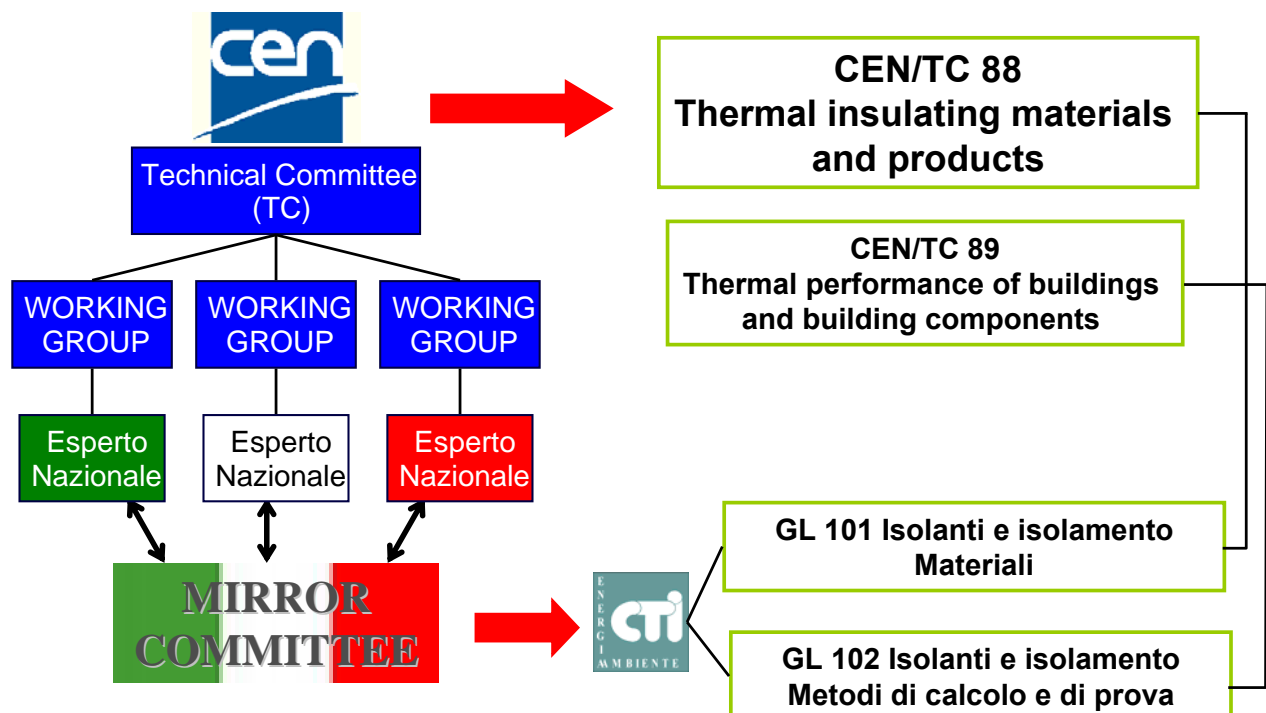 cen
Technical Committee
(TC)
WORKING
GROUP
WORKING
GROUP
WORKING
GROUP
Esperto
Nazionale
Esperto
Nazionale
Esperto
Nazionale
MIRROR
COMMITTEE
CEN/TC 88
Thermal insulating materials
and products
CEN/TC 89
Thermal performance of buildings
and building components
ENERGIA
CTI
AMBIENTE
GL 101 Isolanti e isolamento
Materiali
GL 102 Isolanti e isolamento
Metodi di calcolo e di prova